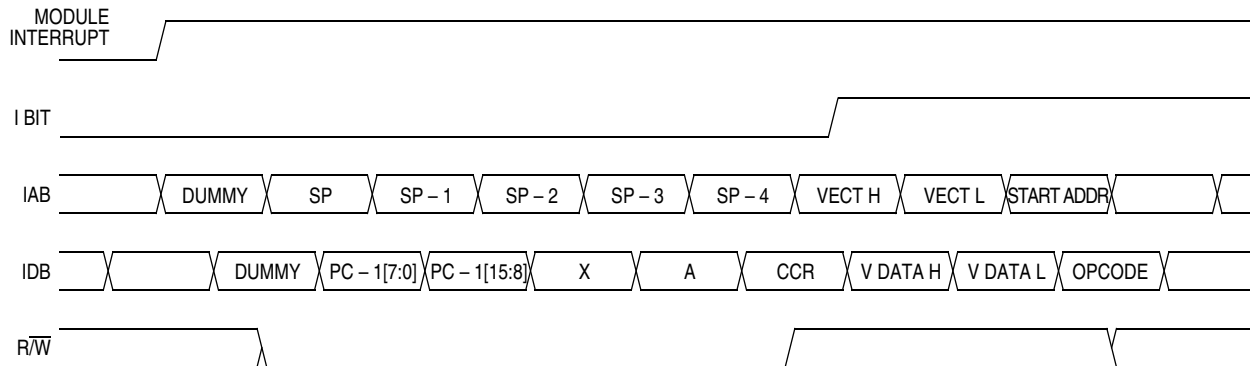 MODULE
INTERRUPT
I BIT
IAB DUMMY SP SP – 1 SP – 2 SP – 3 SP – 4 VECT H VECT L START ADDR
IDB DUMMY PC – 1[7:0] PC – 1[15:8] X A CCR V DATA H V DATA L OPCODE
R/W